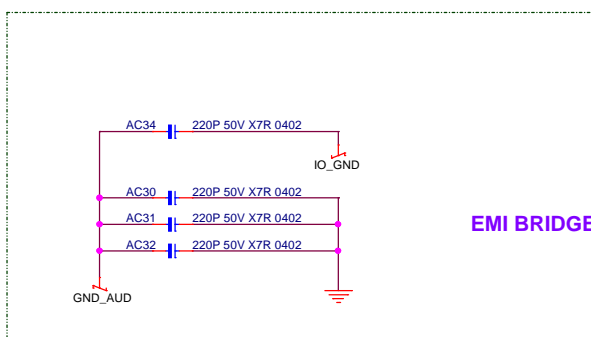 AC34 220P 50V X7R 0402
IO_GND
AC30 220P 50V X7R 0402
AC31 220P 50V X7R 0402
AC32 220P 50V X7R 0402
EMI BRIDGE
GND_AUD